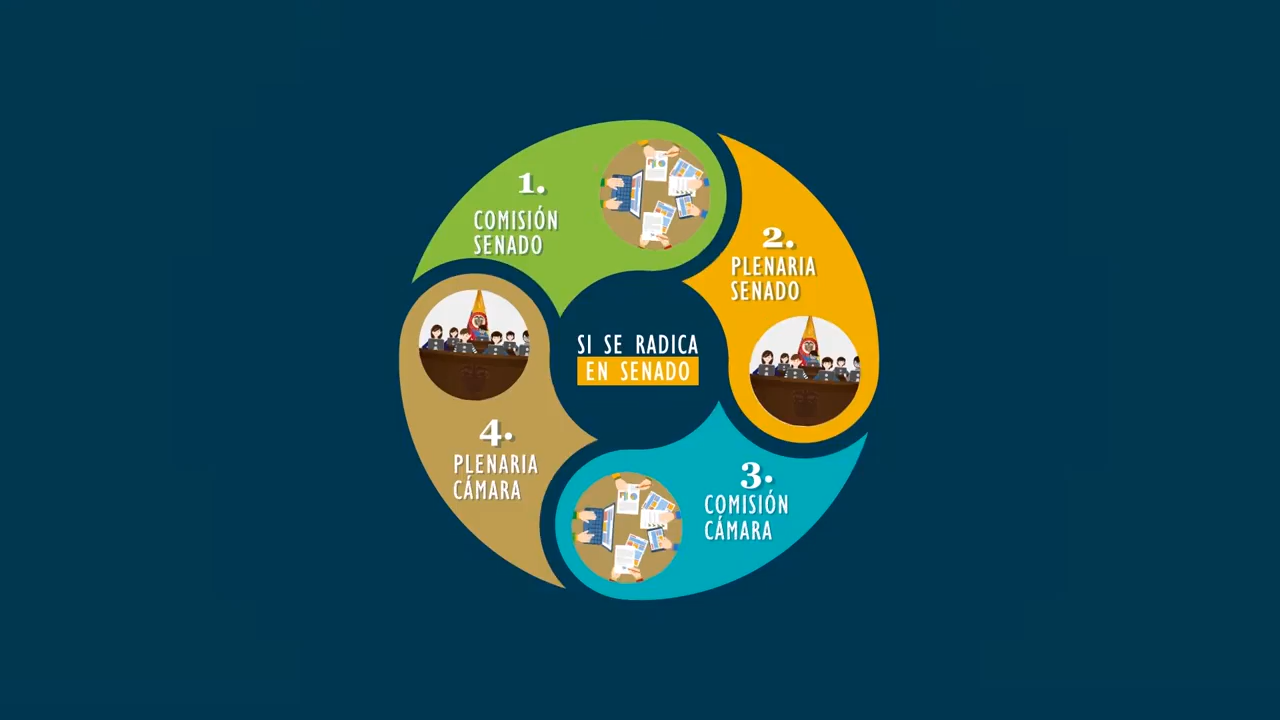 1.
COMISIÓN
SENADO
2.
PLENARIA
SENADO
SI SE RADICA
EN SENADO
3.
COMISIÓN
CÁMARA
4.
PLENARIA
CÁMARA